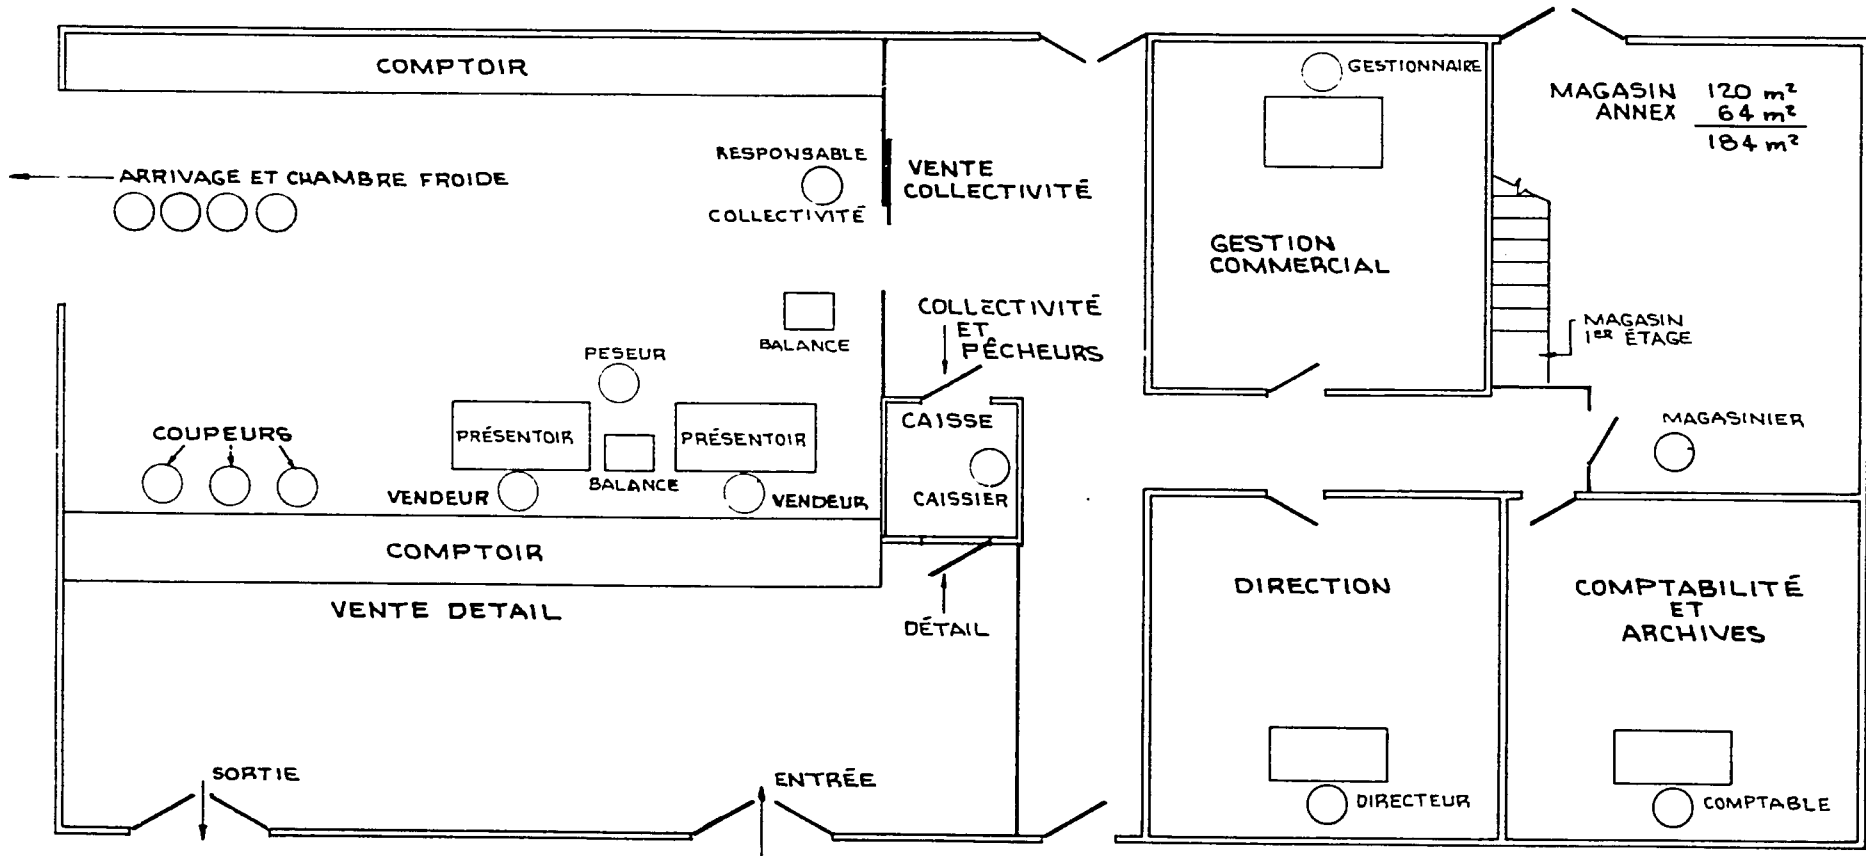 COMPTOIR
GESTIONNAIRE
MAGASIN 120 m²
ANNEX 64 m²
184 m²
ARRIVAGE ET CHAMBRE FROIDE
RESPONSABLE
COLLECTIVITÉ
VENTE
COLLECTIVITÉ
GESTION
COMMERCIAL
BALANCE
COLLECTIVITÉ
ET
PÊCHEURS
MAGASIN
1ER ÉTAGE
PESEUR
COUPEURS
PRÉSENTOIR
PRÉSENTOIR
BALANCE
VENDEUR
VENDEUR
CAISSE
CAISSIER
MAGASINIER
COMPTOIR
VENTE DETAIL
DÉTAIL
DIRECTION
COMPTABILITÉ
ET
ARCHIVES
SORTIE
ENTRÉE
DIRECTEUR
COMPTABLE